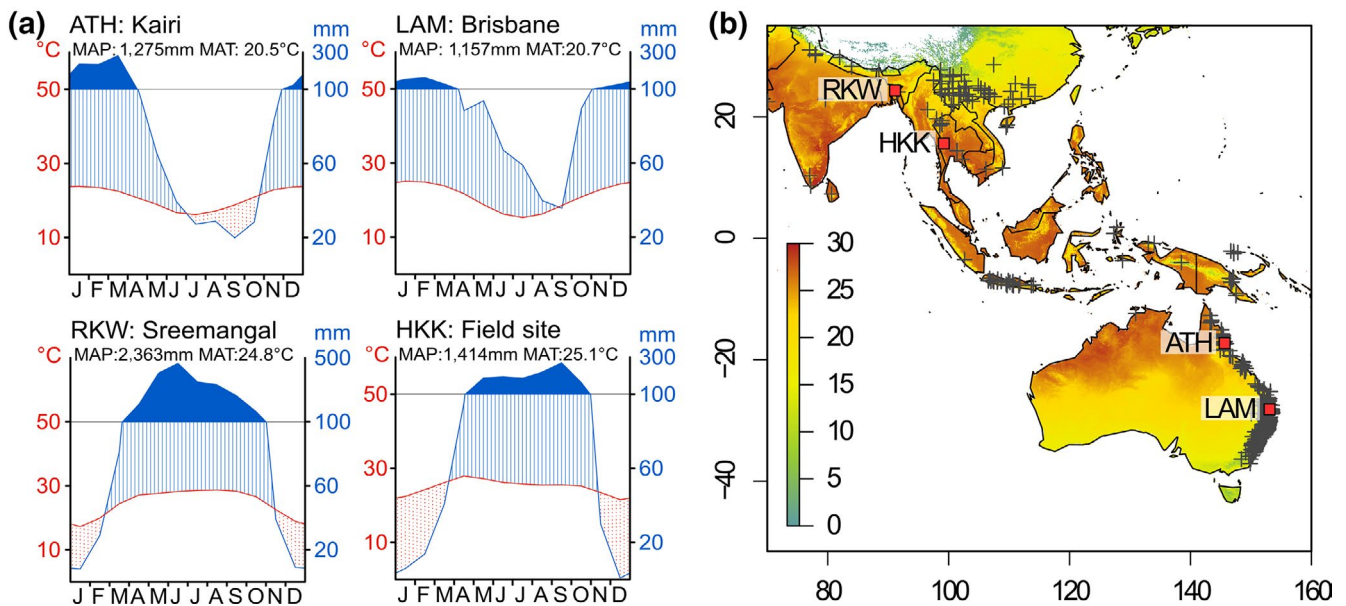 (a)
ATH: Kairi
MAP: 1,275mm MAT: 20.5°C
°C
mm
300
50
100
30
60
10
20
J F M A M J J A S O N D
LAM: Brisbane
MAP: 1,157mm MAT:20.7°C
°C
mm
300
50
100
30
60
10
20
J F M A M J J A S O N D
RKW: Sreemangal
MAP:2,363mm MAT:24.8°C
°C
mm
500
50
100
30
60
10
20
J F M A M J J A S O N D
HKK: Field site
MAP:1,414mm MAT:25.1°C
°C
mm
300
50
100
30
60
10
20
J F M A M J J A S O N D
(b)
RKW
HKK
ATH
LAM
20
0
−20
−40
30
25
20
15
10
5
0
80
100
120
140
160